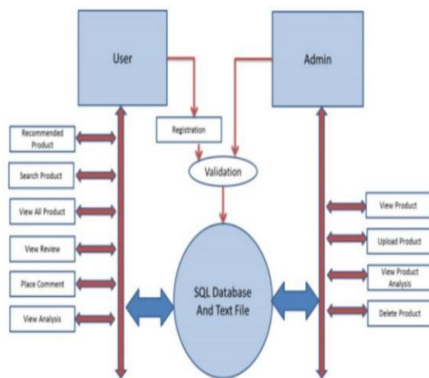 User
Admin
Registration
Validation
Recommended
Product
Search Product
View All Product
View Review
Place Comment
View Analysis
SQL Database
And Text File
View Product
Upload Product
View Product
Analysis
Delete Product